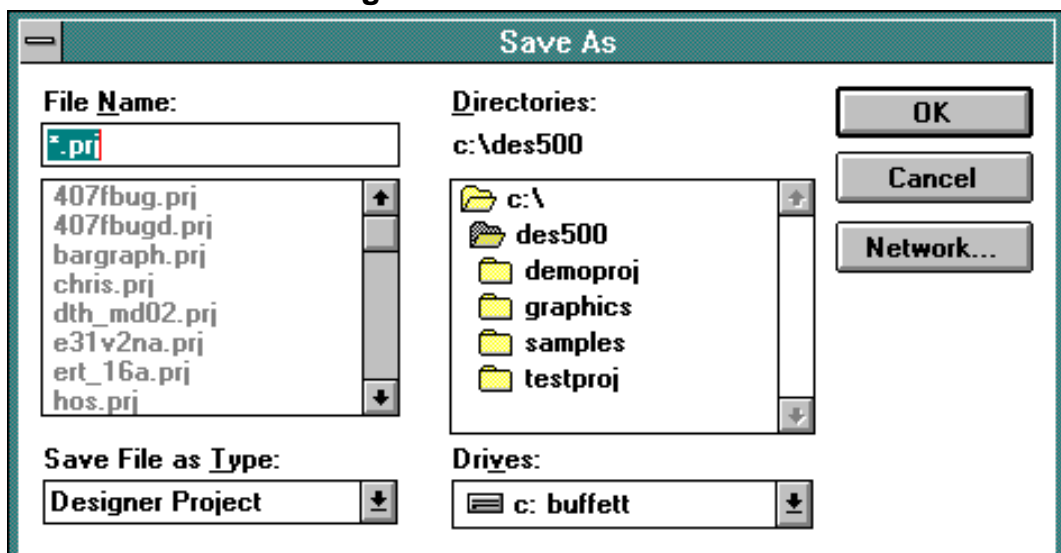 Save As
File Name:
*.prj
407fbug.prj
407fbugd.prj
bargraph.prj
chris.prj
dth_md02.prj
e31v2na.prj
ert_16a.prj
hos.prj
Save File as Type:
Designer Project
Directories:
c:\des500
c:\
des500
demoproj
graphics
samples
testproj
Drives:
c: buffett
OK
Cancel
Network...